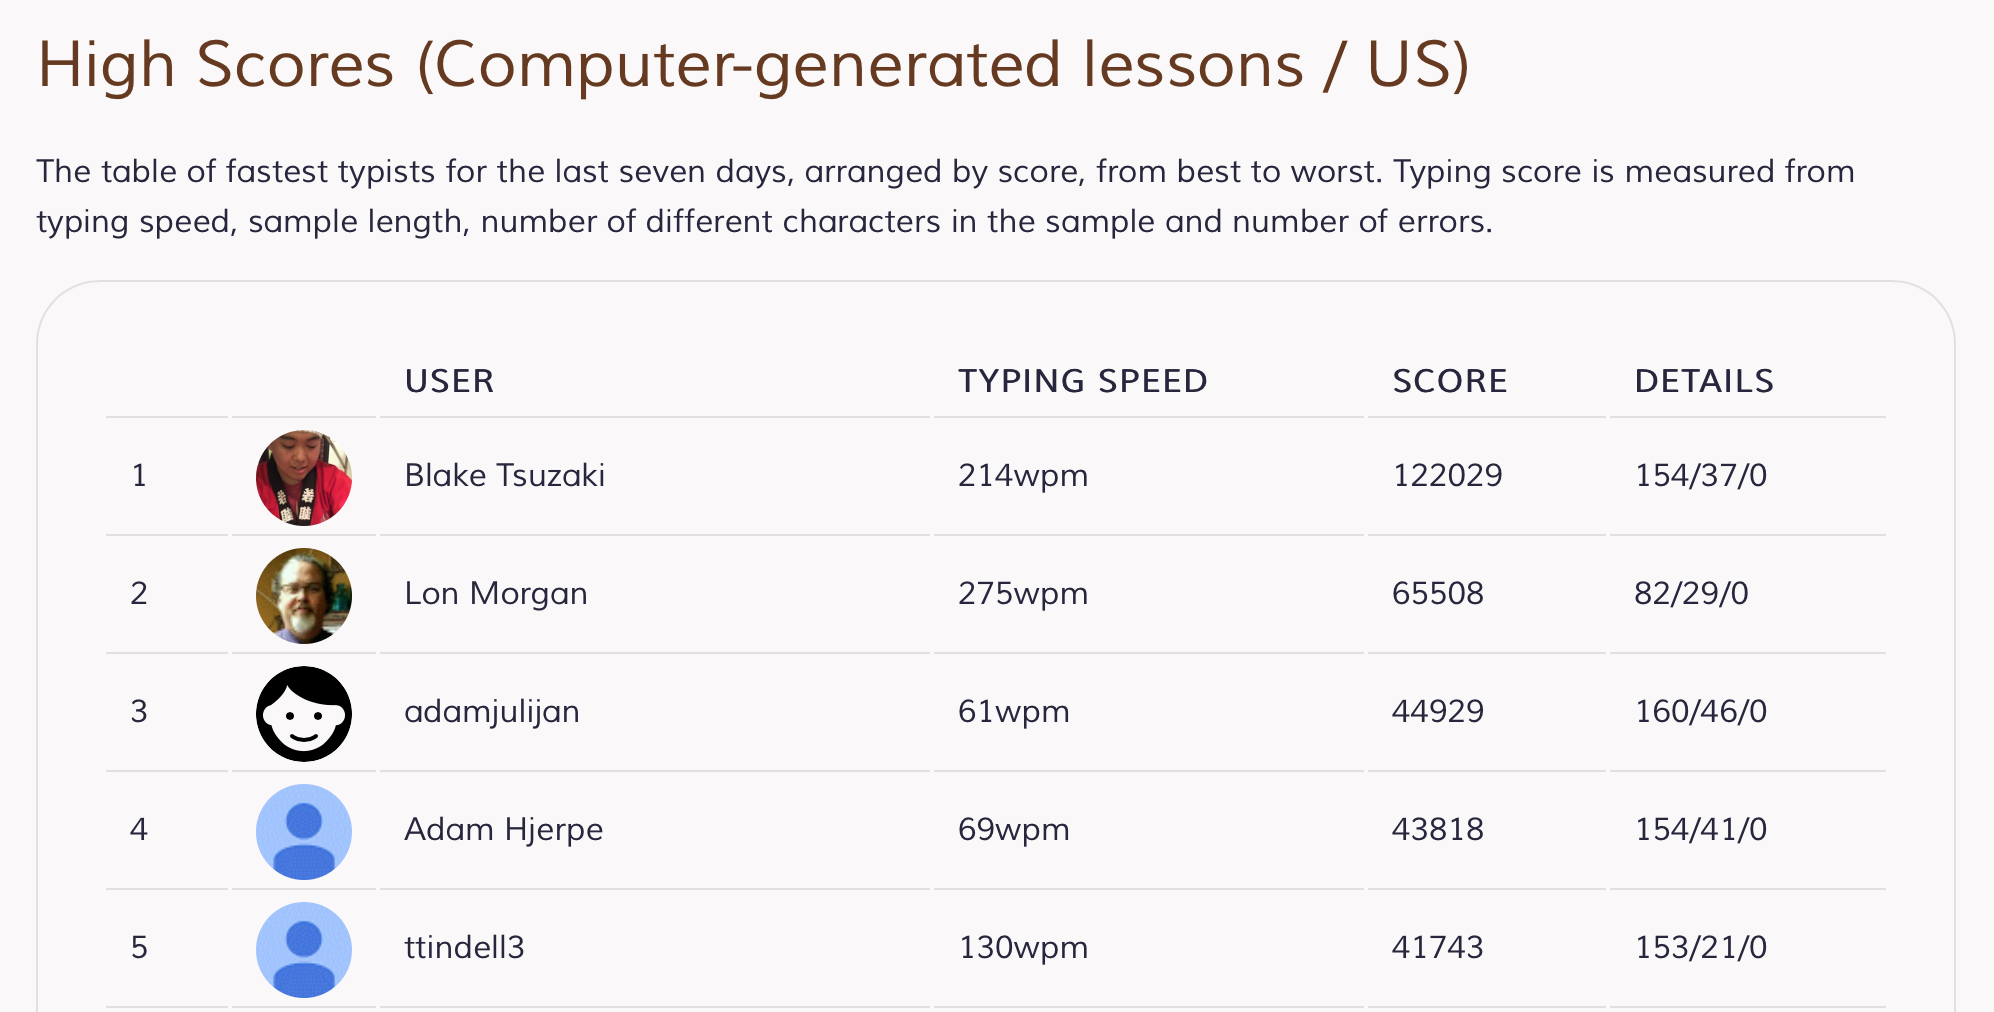 High Scores (Computer-generated lessons / US)
The table of fastest typists for the last seven days, arranged by score, from best to worst. Typing score is measured from
typing speed, sample length, number of different characters in the sample and number of errors.
USER TYPING SPEED SCORE DETAILS
1 Blake Tsuzaki 214wpm 122029 154/37/0
2 Lon Morgan 275wpm 65508 82/29/0
3 adamjulijan 61wpm 44929 160/46/0
4 Adam Hjerpe 69wpm 43818 154/41/0
5 ttindell3 130wpm 41743 153/21/0